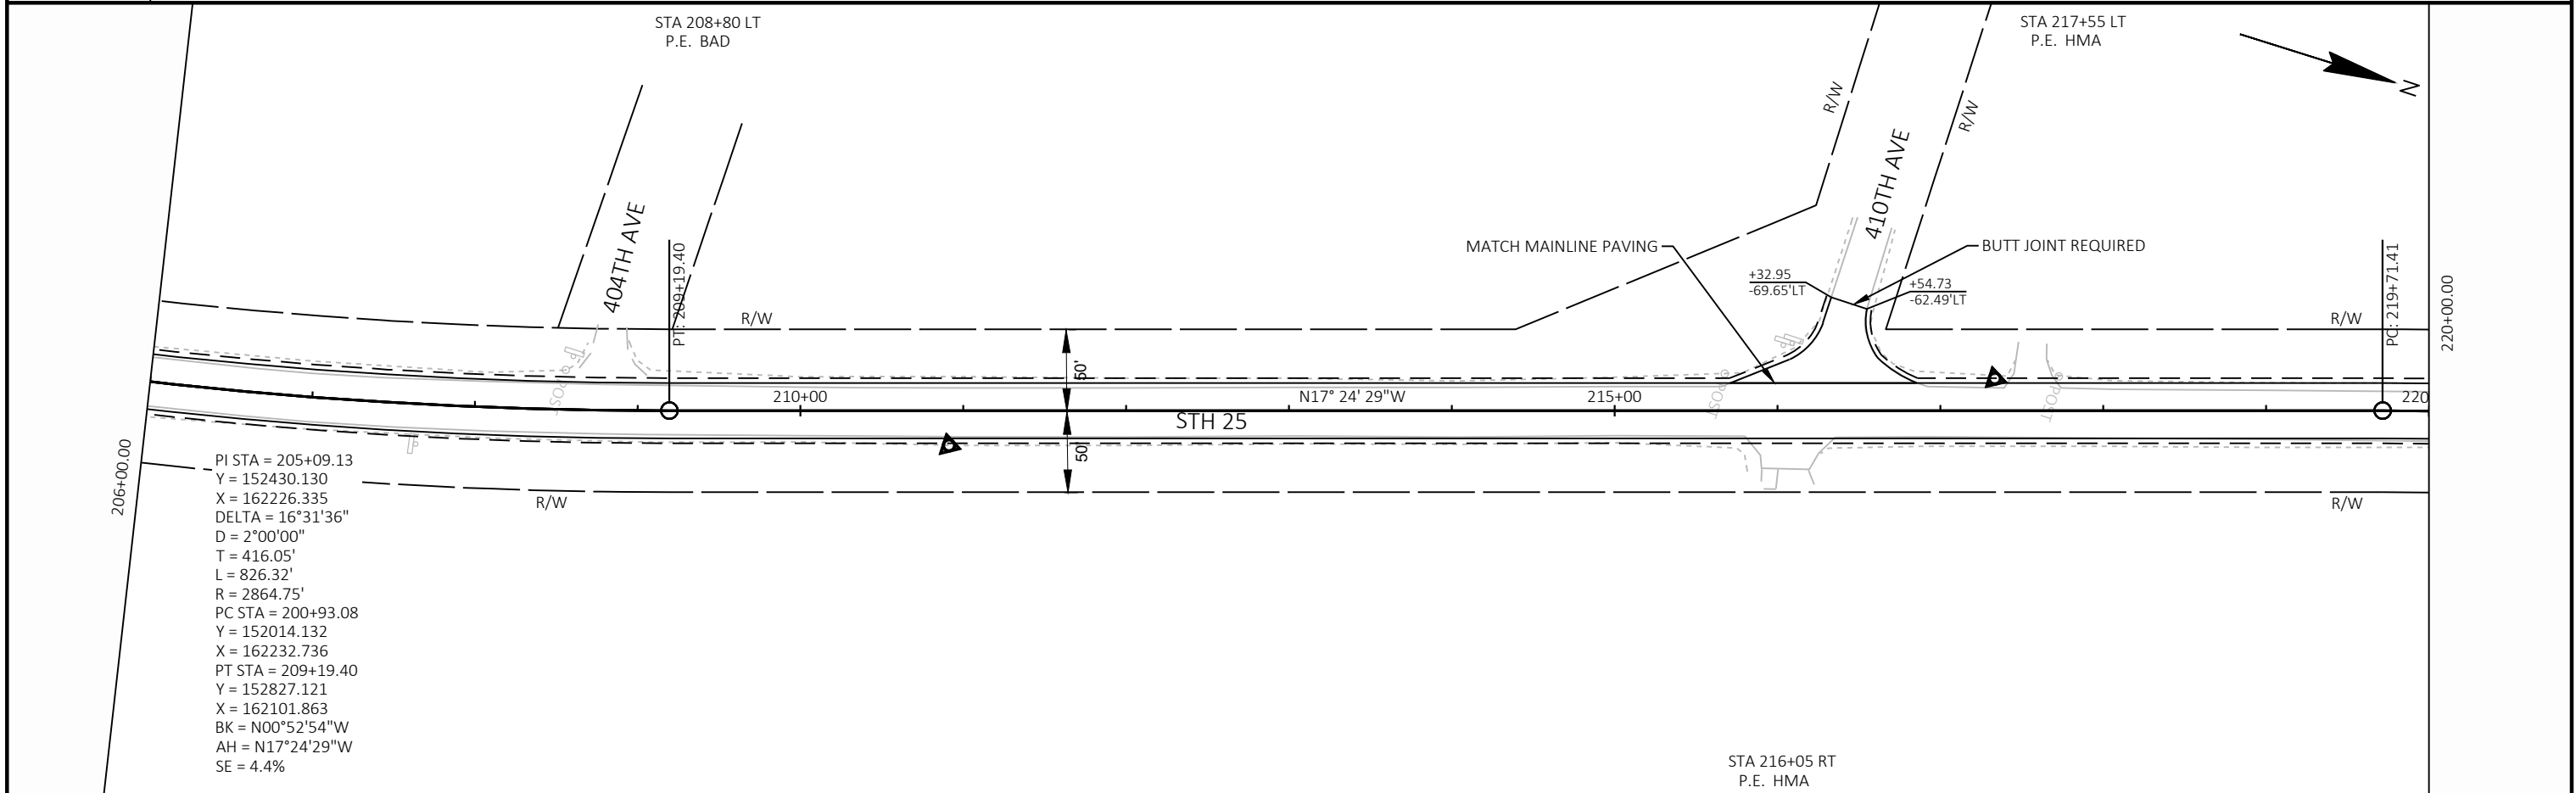 STA 208+80 LT
P.E. BAD
STA 217+55 LT
P.E. HMA
N
R/W
R/W
404TH AVE
410TH AVE
PT: 209+19.40
MATCH MAINLINE PAVING
BUTT JOINT REQUIRED
+32.95
-69.65'LT
+54.73
-62.49'LT
PC: 219+71.41
220+00.00
R/W
R/W
50'
POST
POST
POST
210+00
N17° 24' 29"W
215+00
220
STH 25
50'
206+00.00
R/W
R/W
PI STA = 205+09.13
Y = 152430.130
X = 162226.335
DELTA = 16°31'36"
D = 2°00'00"
T = 416.05'
L = 826.32'
R = 2864.75'
PC STA = 200+93.08
Y = 152014.132
X = 162232.736
PT STA = 209+19.40
Y = 152827.121
X = 162101.863
BK = N00°52'54"W
AH = N17°24'29"W
SE = 4.4%
STA 216+05 RT
P.E. HMA